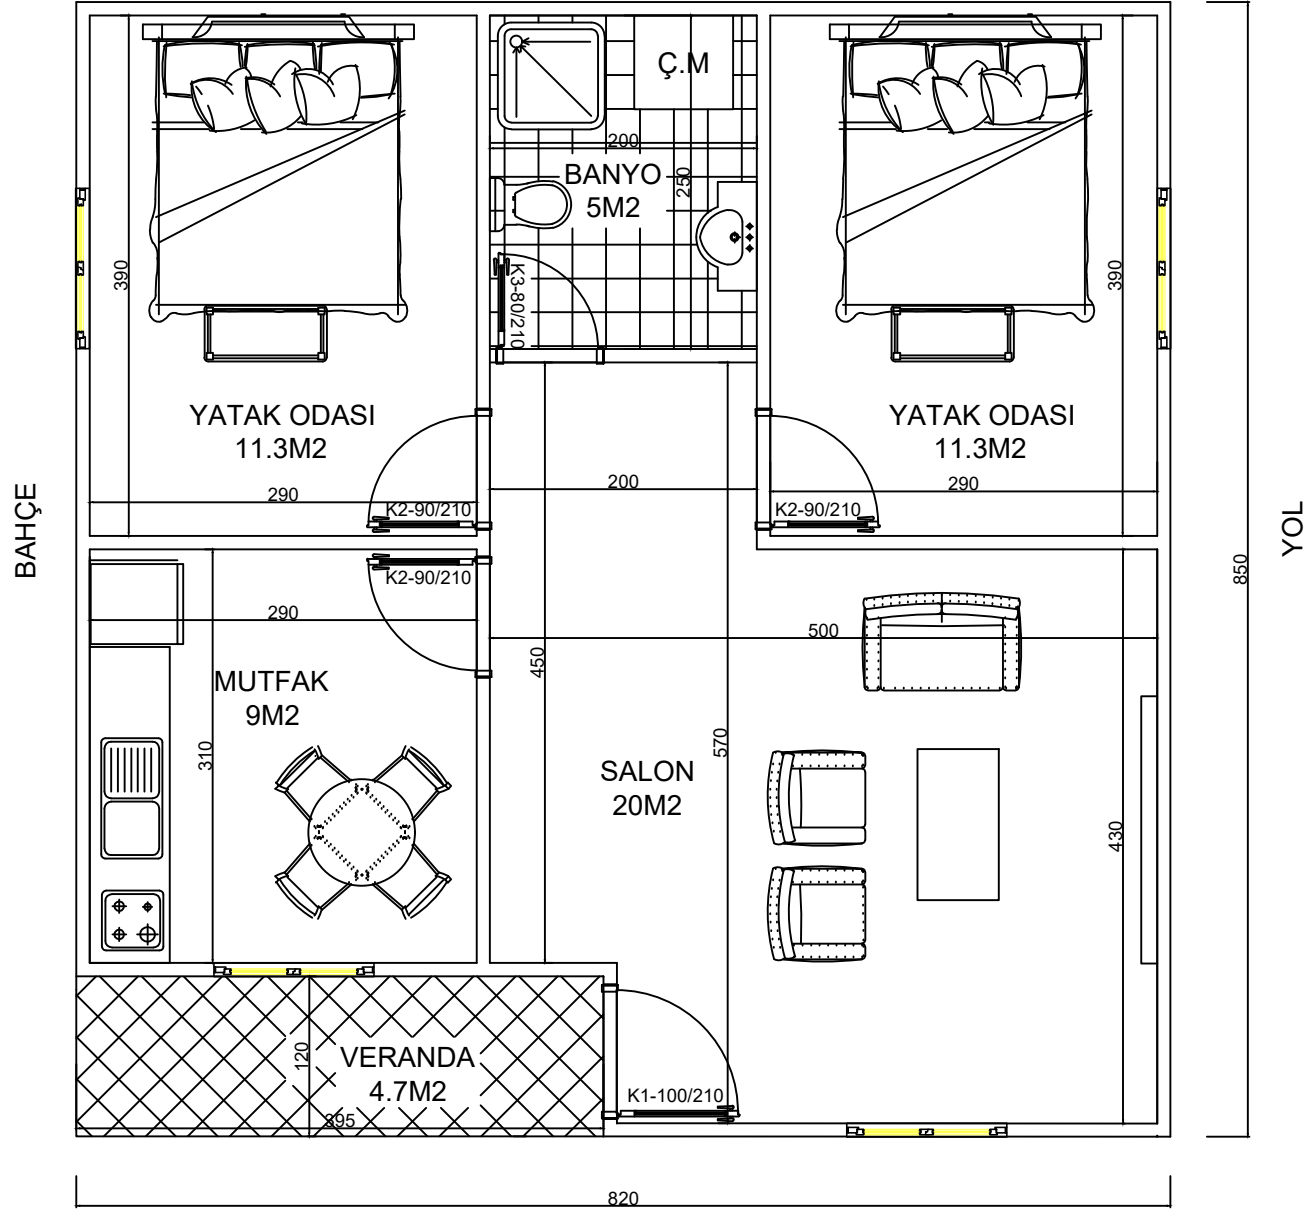 Ç.M
200
BANYO
5M2
250
K3-80/210
390
390
YATAK ODASI
11.3M2
YATAK ODASI
11.3M2
290
200
290
K2-90/210
K2-90/210
BAHÇE
YOL
K2-90/210
850
290
500
450
MUTFAK
9M2
310
570
SALON
20M2
430
120
VERANDA
4.7M2
K1-100/210
395
820